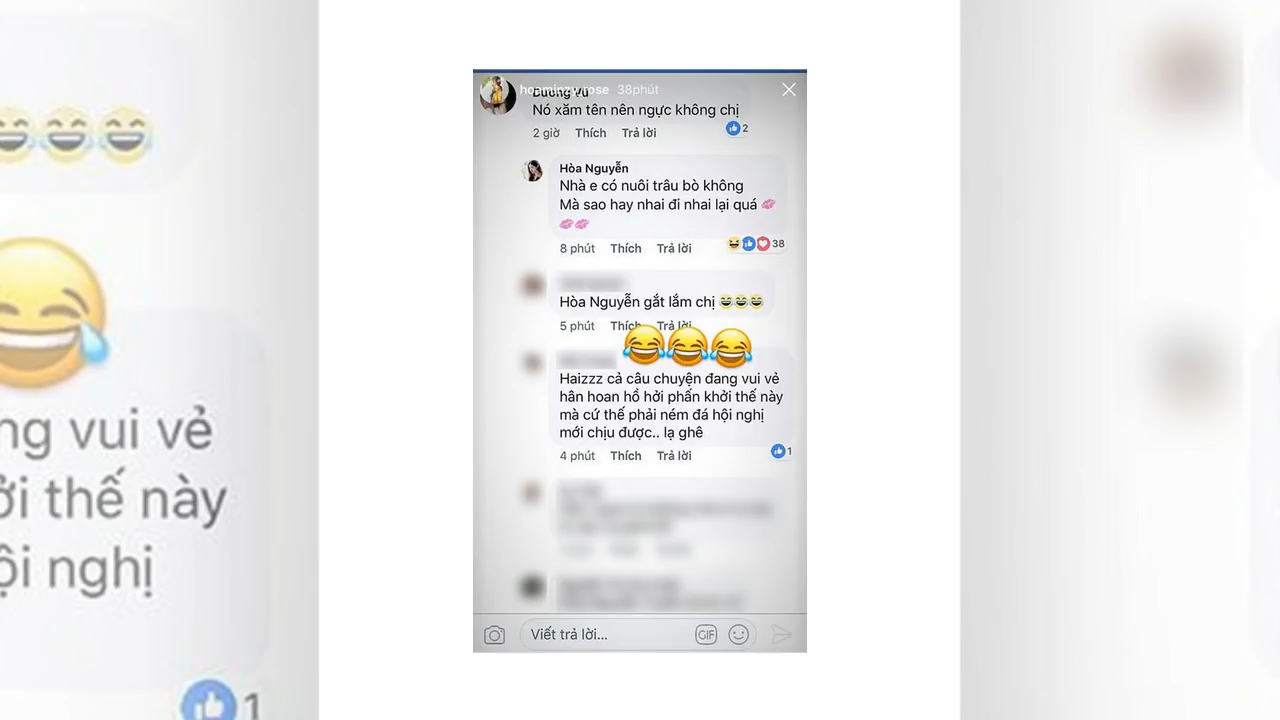 38phút
Dương Vũ
Nó xăm tên nên ngực không chị
2 giờ Thích Trả lời 2
Hòa Nguyễn
Nhà e có nuôi trâu bò không
Mà sao hay nhai đi nhai lại quá 💋
💋💋
8 phút Thích Trả lời 38
Hòa Nguyễn gắt lắm chị 😂😂😂
5 phút Thích Trả lời
😂😂😂
Haizzz cả câu chuyện đang vui vẻ
hân hoan hồ hởi phấn khởi thế này
mà cứ thế phải ném đá hội nghị
mới chịu được.. lạ ghê
4 phút Thích Trả lời 1
Viết trả lời... GIF
ng vui vẻ
ởi thế này
ội nghị
1